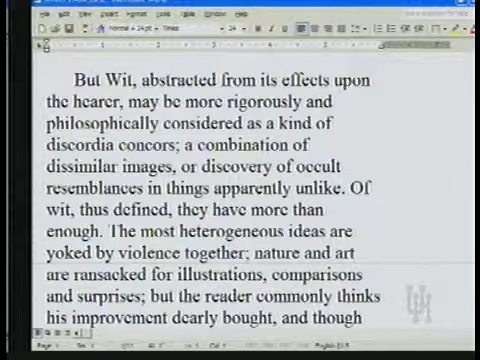 But Wit, abstracted from its effects upon
the hearer, may be more rigorously and
philosophically considered as a kind of
discordia concors; a combination of
dissimilar images, or discovery of occult
resemblances in things apparently unlike. Of
wit, thus defined, they have more than
enough. The most heterogeneous ideas are
yoked by violence together; nature and art
are ransacked for illustrations, comparisons
and surprises; but the reader commonly thinks
his improvement dearly bought, and though